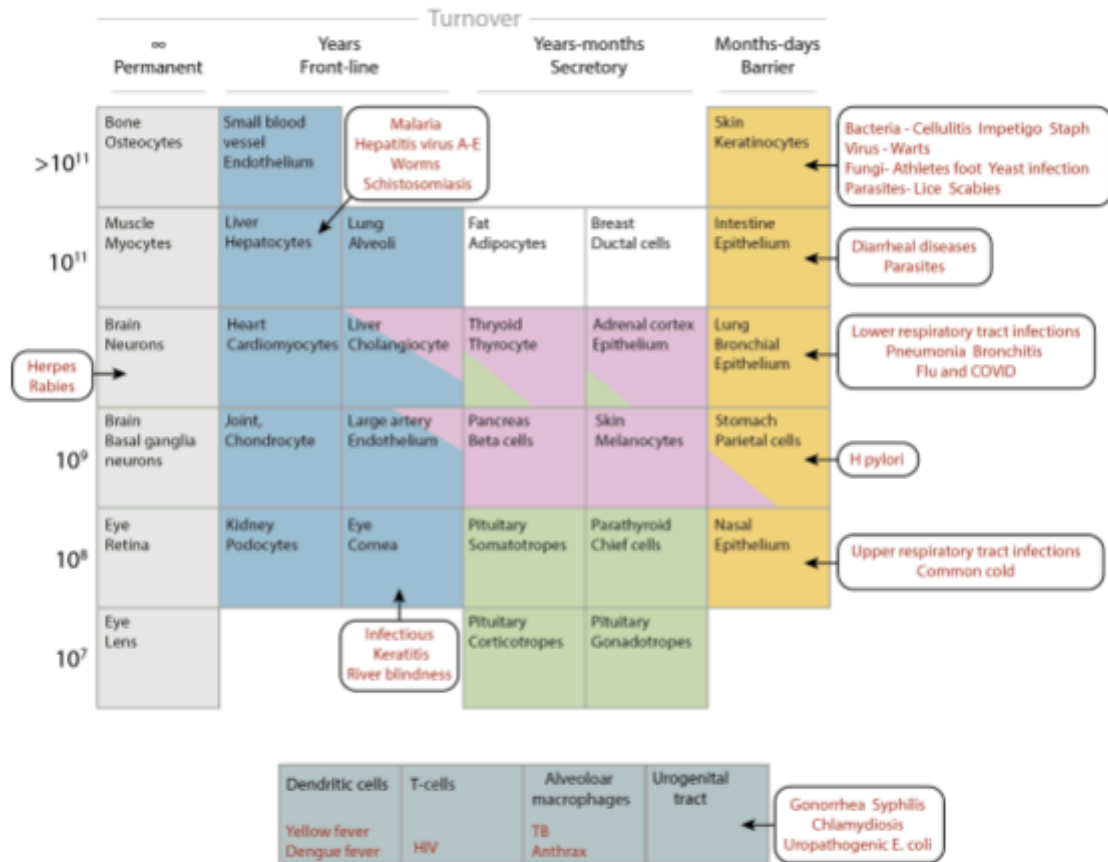 Turnover
∞
Permanent
Years
Front-line
Years-months
Secretory
Months-days
Barrier
>10¹¹
Bone
Osteocytes
Small blood
vessel
Endothelium
Malaria
Hepatitis virus A-E
Worms
Schistosomiasis
Skin
Keratinocytes
Bacteria - Cellulitis Impetigo Staph
Virus - Warts
Fungi- Athletes foot Yeast infection
Parasites- Lice Scabies
10¹¹
Muscle
Myocytes
Liver
Hepatocytes
Lung
Alveoli
Fat
Adipocytes
Breast
Ductal cells
Intestine
Epithelium
Diarrheal diseases
Parasites
Herpes
Rabies
Brain
Neurons
Heart
Cardiomyocytes
Liver
Cholangiocyte
Thryoid
Thyrocyte
Adrenal cortex
Epithelium
Lung
Bronchial
Epithelium
Lower respiratory tract infections
Pneumonia Bronchitis
Flu and COVID
10⁹
Brain
Basal ganglia
neurons
Joint,
Chondrocyte
Large artery
Endothelium
Pancreas
Beta cells
Skin
Melanocytes
Stomach
Parietal cells
H pylori
10⁸
Eye
Retina
Kidney
Podocytes
Eye
Cornea
Pituitary
Somatotropes
Parathyroid
Chief cells
Nasal
Epithelium
Upper respiratory tract infections
Common cold
10⁷
Eye
Lens
Infectious
Keratitis
River blindness
Pituitary
Corticotropes
Pituitary
Gonadotropes
Dendritic cells
Yellow fever
Dengue fever
T-cells
HIV
Alveoloar
macrophages
TB
Anthrax
Urogenital
tract
Gonorrhea Syphilis
Chlamydiosis
Uropathogenic E. coli